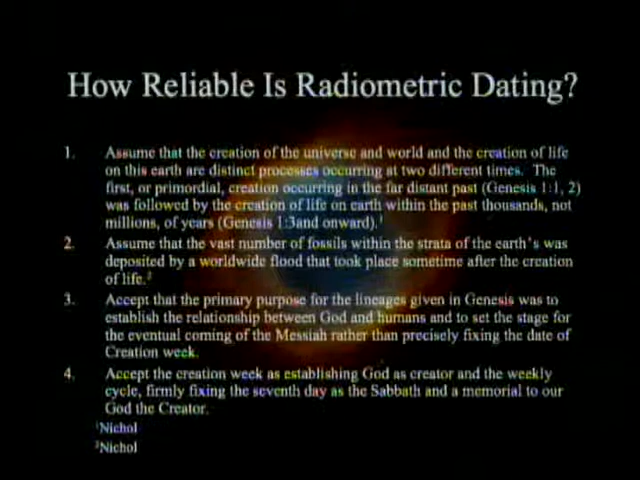 How Reliable Is Radiometric Dating?
1. Assume that the creation of the universe and world and the creation of life
on this earth are distinct processes occurring at two different times. The
first, or primordial, creation occurring in the far distant past (Genesis 1:1, 2)
was followed by the creation of life on earth within the past thousands, not
millions, of years (Genesis 1:3and onward).¹
2. Assume that the vast number of fossils within the strata of the earth's was
deposited by a worldwide flood that took place sometime after the creation
of life.²
3. Accept that the primary purpose for the lineages given in Genesis was to
establish the relationship between God and humans and to set the stage for
the eventual coming of the Messiah rather than precisely fixing the date of
Creation week.
4. Accept the creation week as establishing God as creator and the weekly
cycle, firmly fixing the seventh day as the Sabbath and a memorial to our
God the Creator.
¹Nichol
²Nichol